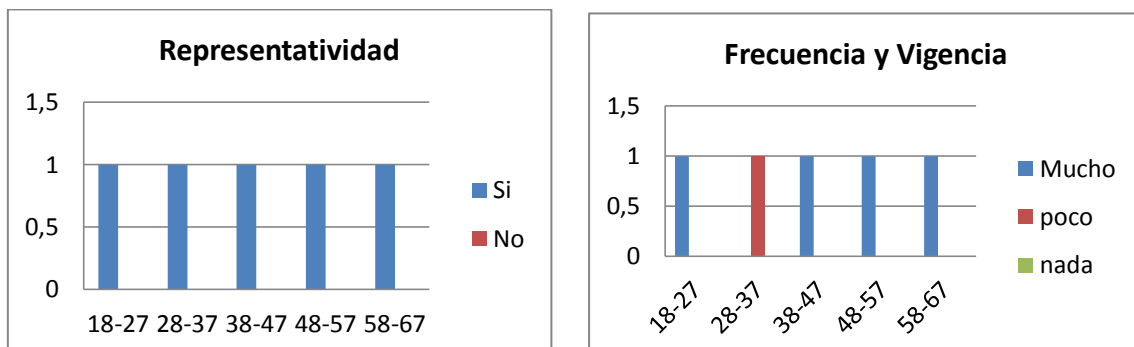 Representatividad
1,5
1
0,5
0
18-27 28-37 38-47 48-57 58-67
Si
No
Frecuencia y Vigencia
1,5
1
0,5
0
18-27
28-37
38-47
48-57
58-67
Mucho
poco
nada